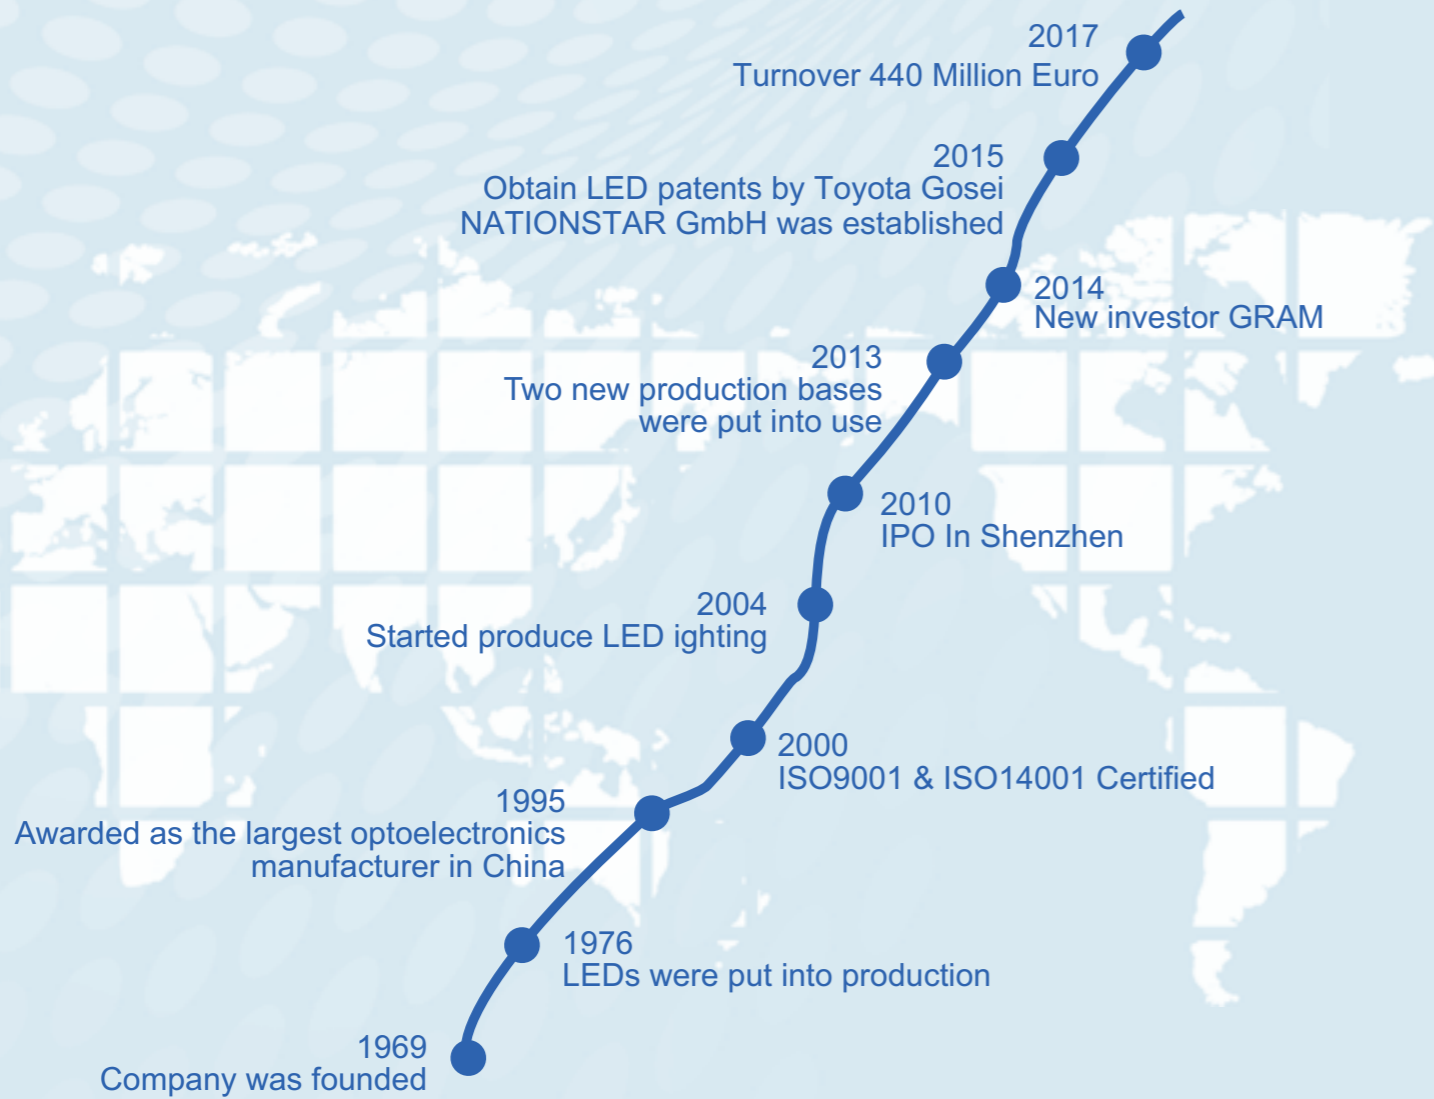 2017
Turnover 440 Million Euro
2015
Obtain LED patents by Toyota Gosei
NATIONSTAR GmbH was established
2014
New investor GRAM
2013
Two new production bases
were put into use
2010
IPO In Shenzhen
2004
Started produce LED ighting
2000
ISO9001 & ISO14001 Certified
1995
Awarded as the largest optoelectronics
manufacturer in China
1976
LEDs were put into production
1969
Company was founded